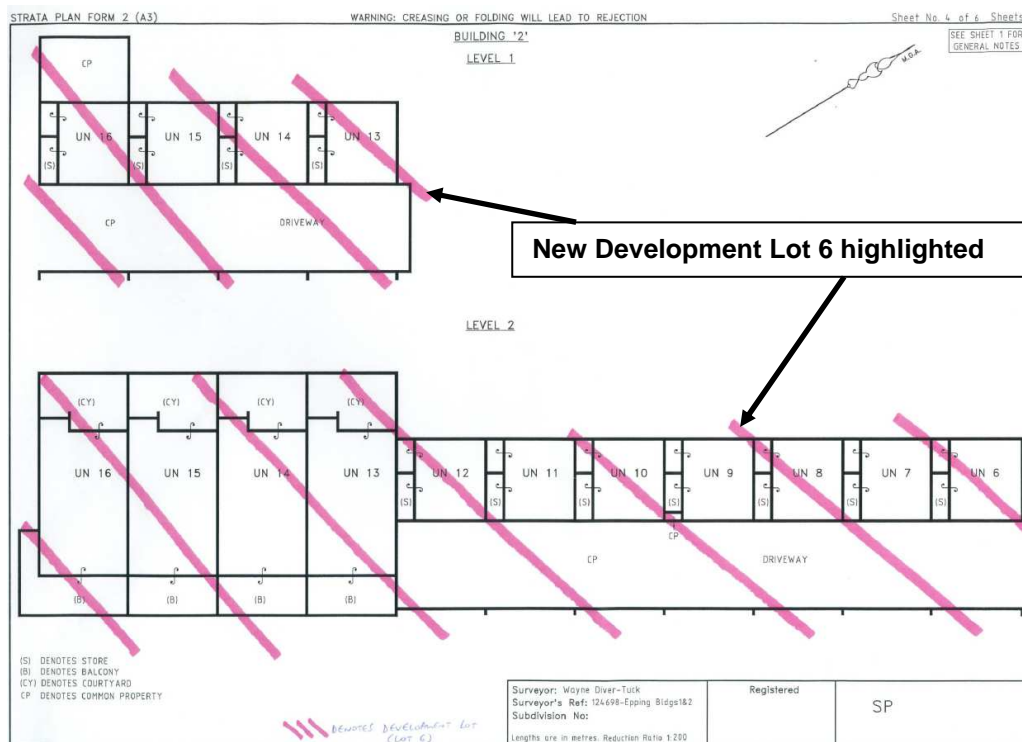 STRATA PLAN FORM 2 (A3)
WARNING: CREASING OR FOLDING WILL LEAD TO REJECTION
Sheet No. 4 of 6 Sheets
SEE SHEET 1 FOR
GENERAL NOTES
BUILDING '2'
LEVEL 1
M.G.A.
CP
UN 16
UN 15
UN 14
UN 13
(S)
(S)
(S)
(S)
CP
DRIVEWAY
New Development Lot 6 highlighted
LEVEL 2
(CY)
(CY)
(CY)
(CY)
UN 16
UN 15
UN 14
UN 13
UN 12
UN 11
UN 10
UN 9
UN 8
UN 7
UN 6
(S)
(S)
(S)
(S)
(S)
(S)
(S)
CP
CP
DRIVEWAY
(B)
(B)
(B)
(B)
(S) DENOTES STORE
(B) DENOTES BALCONY
(CY) DENOTES COURTYARD
CP DENOTES COMMON PROPERTY
DENOTES DEVELOPMENT LOT
(LOT 6)
Surveyor: Wayne Diver-Tuck
Surveyor's Ref: 124698-Epping Bldgs1&2
Subdivision No:
Lengths are in metres. Reduction Ratio 1:200
Registered
SP